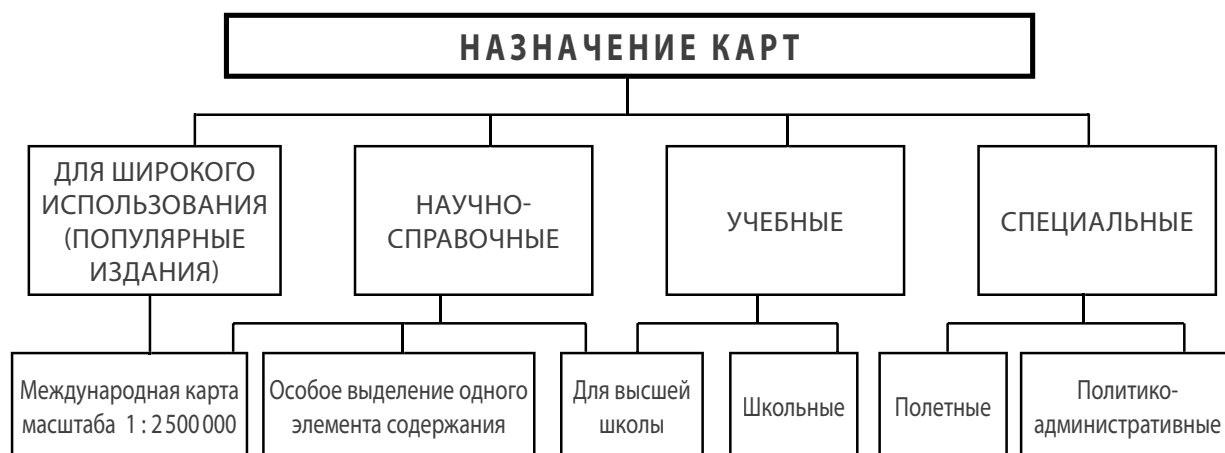 НАЗНАЧЕНИЕ КАРТ
ДЛЯ ШИРОКОГО
ИСПОЛЬЗОВАНИЯ
(ПОПУЛЯРНЫЕ
ИЗДАНИЯ)
НАУЧНО-
СПРАВОЧНЫЕ
УЧЕБНЫЕ
СПЕЦИАЛЬНЫЕ
Международная карта
масштаба 1 : 2 500 000
Особое выделение одного
элемента содержания
Для высшей
школы
Школьные
Полетные
Политико-
административные